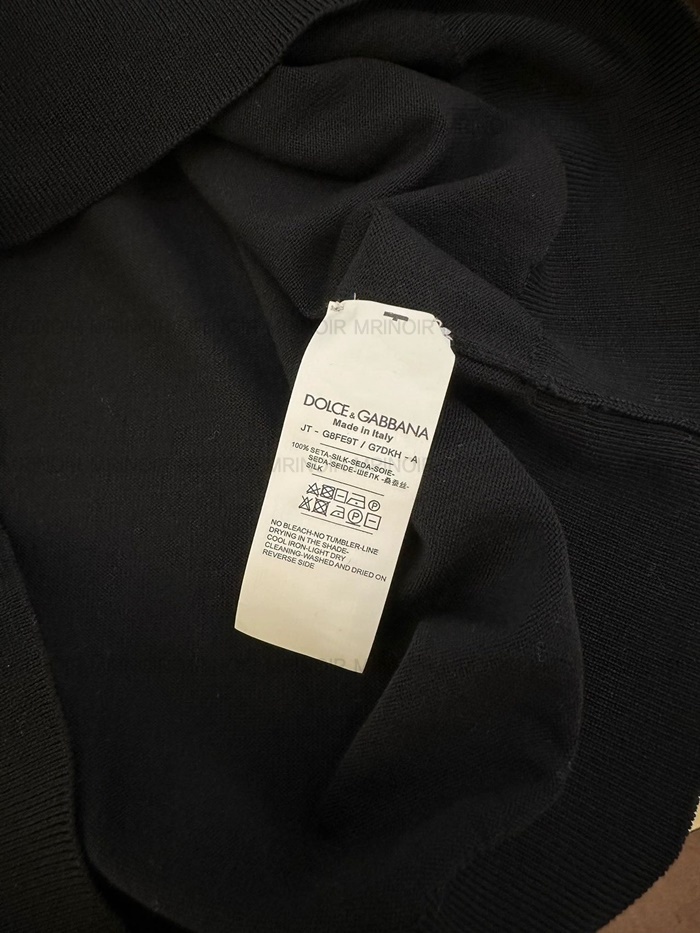 MRINOIR
DOLCE & GABBANA
Made in Italy
JT - G8FE9T / G7DKH - A
100% SETA-SILK-SEDA-SOIE-
SEDA-SEIDE-ШЕЛК -桑蚕丝-
SILK
NO BLEACH-NO TUMBLER-LINE
DRYING IN THE SHADE-
COOL IRON-LIGHT DRY
CLEANING-WASHED AND DRIED ON
REVERSE SIDE